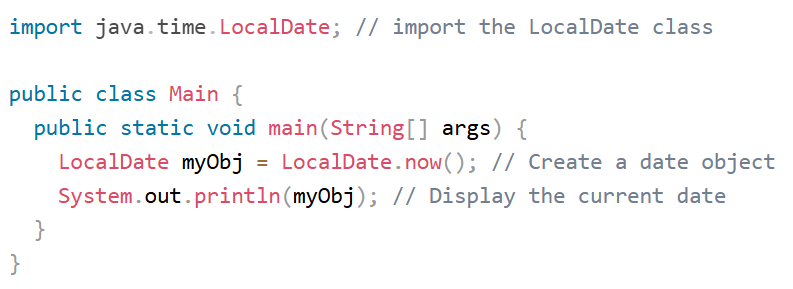 import java.time.LocalDate; // import the LocalDate class
public class Main {
  public static void main(String[] args) {
    LocalDate myObj = LocalDate.now(); // Create a date object
    System.out.println(myObj); // Display the current date
  }
}